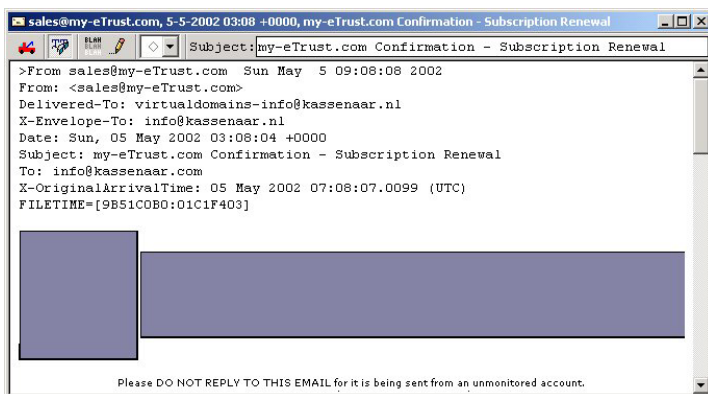 sales@my-eTrust.com, 5-5-2002 03:08 +0000, my-eTrust.com Confirmation - Subscription Renewal
BLAH BLAH BLAH Subject: my-eTrust.com Confirmation - Subscription Renewal
>From sales@my-eTrust.com  Sun May  5 09:08:08 2002
From: <sales@my-eTrust.com>
Delivered-To: virtualdomains-info@kassenaar.nl
X-Envelope-To: info@kassenaar.nl
Date: Sun, 05 May 2002 03:08:04 +0000
Subject: my-eTrust.com Confirmation - Subscription Renewal
To: info@kassenaar.com
X-OriginalArrivalTime: 05 May 2002 07:08:07.0099 (UTC)
FILETIME=[9B51C0B0:01C1F403]
Please DO NOT REPLY TO THIS EMAIL for it is being sent from an unmonitored account.